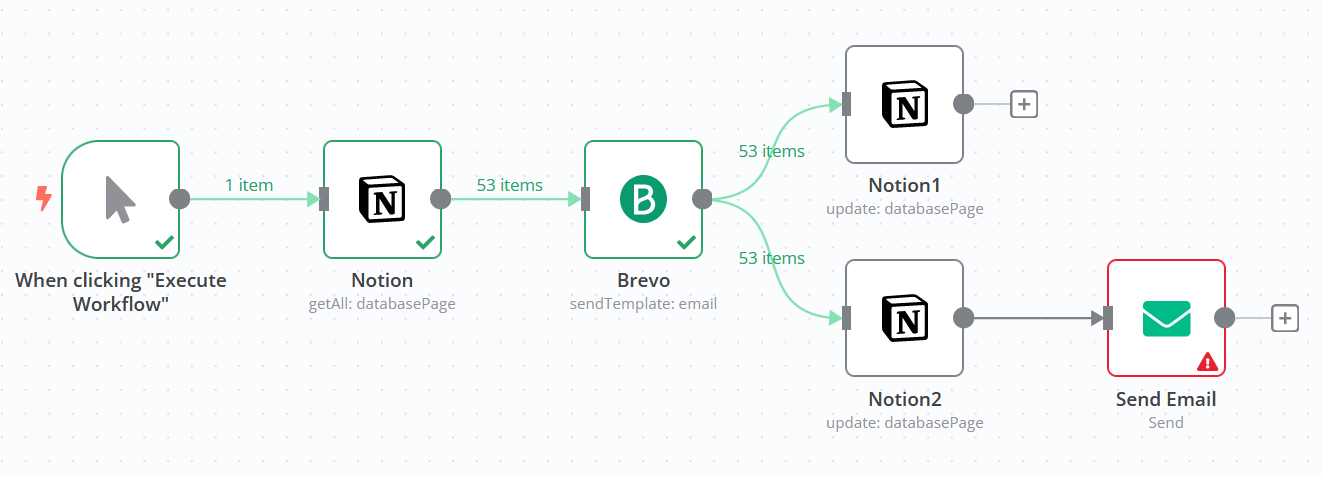 1 item
When clicking "Execute
Workflow"
N
53 items
Notion
getAll: databasePage
B
53 items
53 items
Brevo
sendTemplate: email
N
Notion1
update: databasePage
N
Notion2
update: databasePage
Send Email
Send